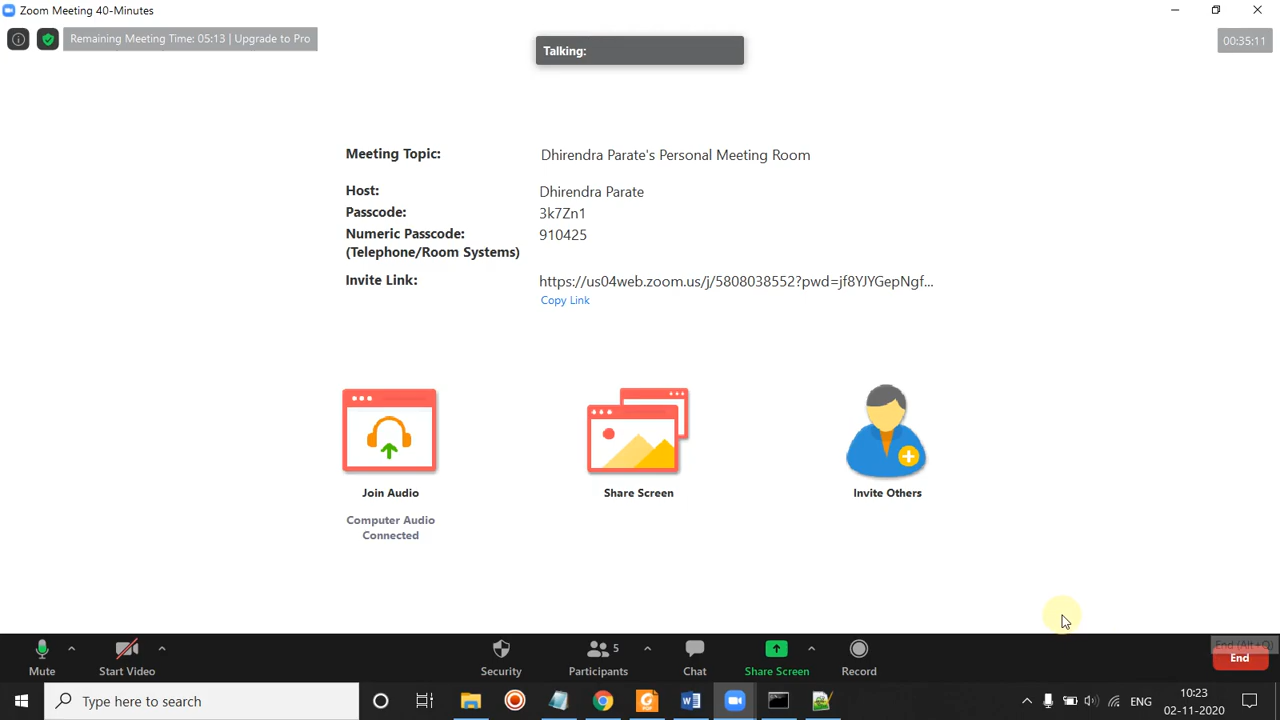 Zoom Meeting 40-Minutes
Remaining Meeting Time: 05:13 | Upgrade to Pro
Talking:
00:35:11
Meeting Topic: Dhirendra Parate's Personal Meeting Room
Host: Dhirendra Parate
Passcode: 3k7Zn1
Numeric Passcode: 910425
(Telephone/Room Systems)
Invite Link: https://us04web.zoom.us/j/5808038552?pwd=jf8YJYGepNgf...
Copy Link
Join Audio
Share Screen
Invite Others
Computer Audio
Connected
End (Alt+Q)
5
Mute
Start Video
Security
Participants
Chat
Share Screen
Record
End
Type here to search
ENG
10:23
02-11-2020